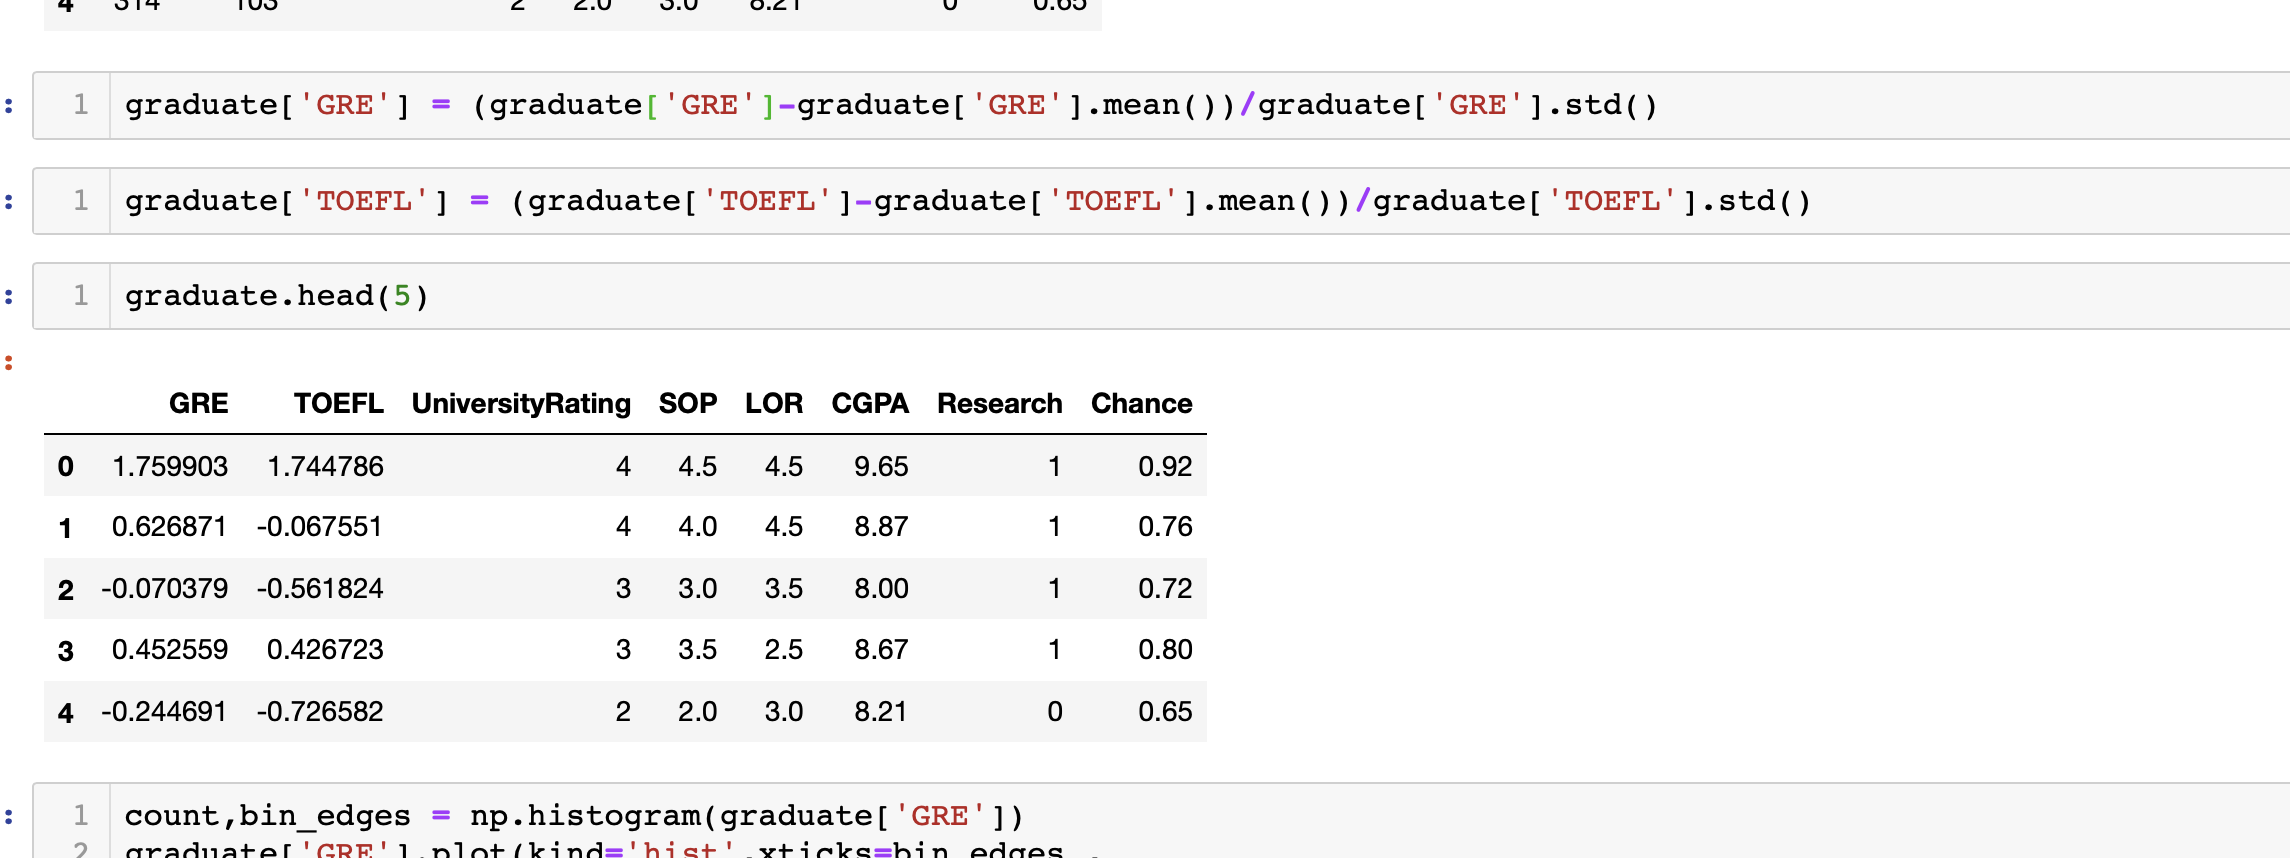 4 314 103 2 2.0 3.0 8.21 0 0.65
: 1 graduate['GRE'] = (graduate['GRE']-graduate['GRE'].mean())/graduate['GRE'].std()
: 1 graduate['TOEFL'] = (graduate['TOEFL']-graduate['TOEFL'].mean())/graduate['TOEFL'].std()
: 1 graduate.head(5)
:
GRE TOEFL UniversityRating SOP LOR CGPA Research Chance
0 1.759903 1.744786 4 4.5 4.5 9.65 1 0.92
1 0.626871 -0.067551 4 4.0 4.5 8.87 1 0.76
2 -0.070379 -0.561824 3 3.0 3.5 8.00 1 0.72
3 0.452559 0.426723 3 3.5 2.5 8.67 1 0.80
4 -0.244691 -0.726582 2 2.0 3.0 8.21 0 0.65
: 1 count,bin_edges = np.histogram(graduate['GRE'])
2 graduate['GRE'].plot(kind='hist',xticks=bin_edges